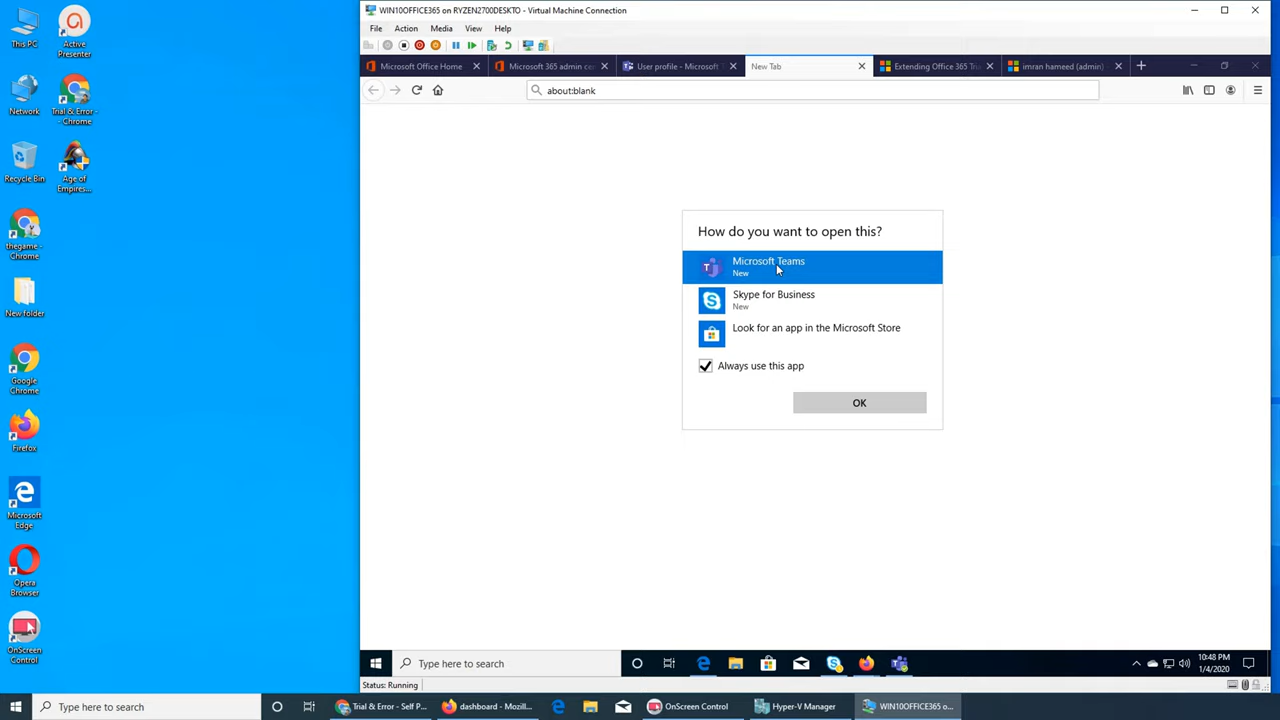 This PC
Active
Presenter
Network
Trial & Error -
- Chrome
Recycle Bin
Age of
Empires...
thegame -
Chrome
New folder
Google
Chrome
Firefox
Microsoft
Edge
Opera
Browser
OnScreen
Control
WIN10OFFICE365 on RYZEN2700DESKTO - Virtual Machine Connection
File Action Media View Help
Microsoft Office Home
Microsoft 365 admin cen
User profile - Microsoft T
New Tab
Extending Office 365 Tria
imran hameed (admin)
about:blank
How do you want to open this?
Microsoft Teams
New
Skype for Business
New
Look for an app in the Microsoft Store
Always use this app
OK
Type here to search
10:48 PM
1/4/2020
Status: Running
Type here to search
Trial & Error - Self P...
dashboard - Mozill...
OnScreen Control
Hyper-V Manager
WIN10OFFICE365 o...